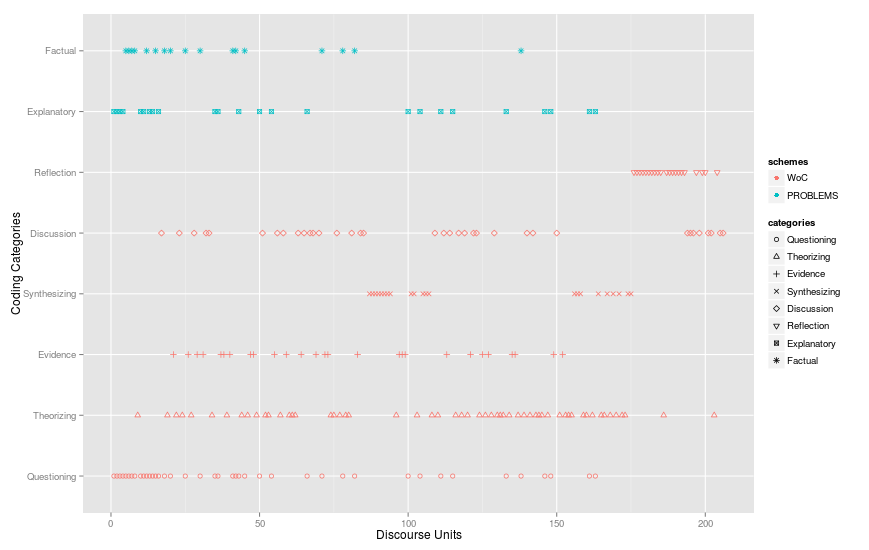 Factual
Explanatory
Reflection
Discussion
Synthesizing
Evidence
Theorizing
Questioning
Coding Categories
0 50 100 150 200
Discourse Units
schemes
WoC
PROBLEMS
categories
Questioning
Theorizing
Evidence
Synthesizing
Discussion
Reflection
Explanatory
Factual